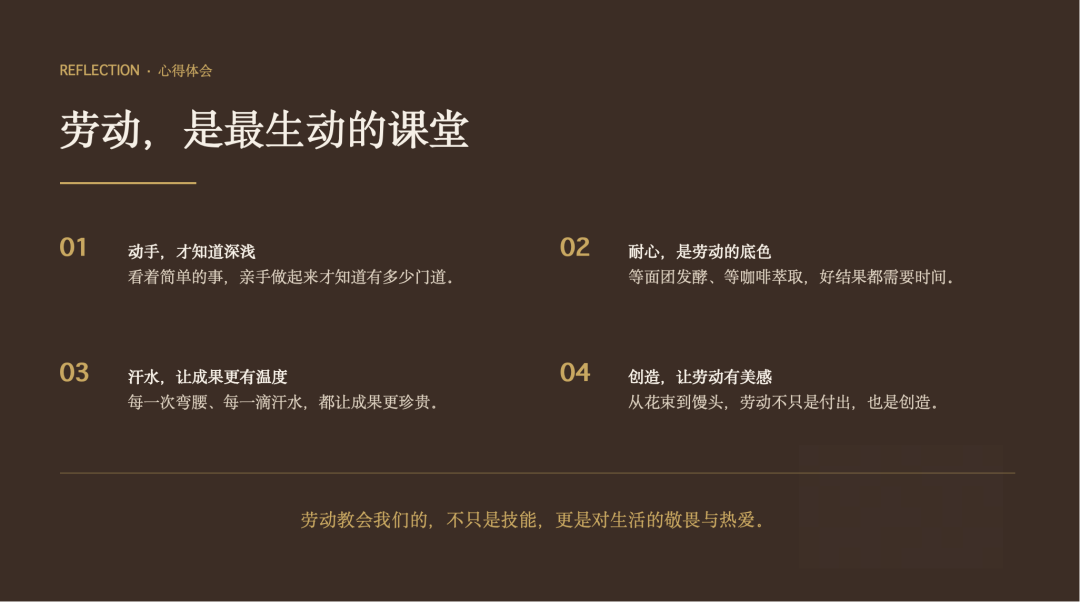 REFLECTION · 心得体会
劳动，是最生动的课堂
01
动手，才知道深浅
看着简单的事，亲手做起来才知道有多少门道。
02
耐心，是劳动的底色
等面团发酵、等咖啡萃取，好结果都需要时间。
03
汗水，让成果更有温度
每一次弯腰、每一滴汗水，都让成果更珍贵。
04
创造，让劳动有美感
从花束到馒头，劳动不只是付出，也是创造。
劳动教会我们的，不只是技能，更是对生活的敬畏与热爱。